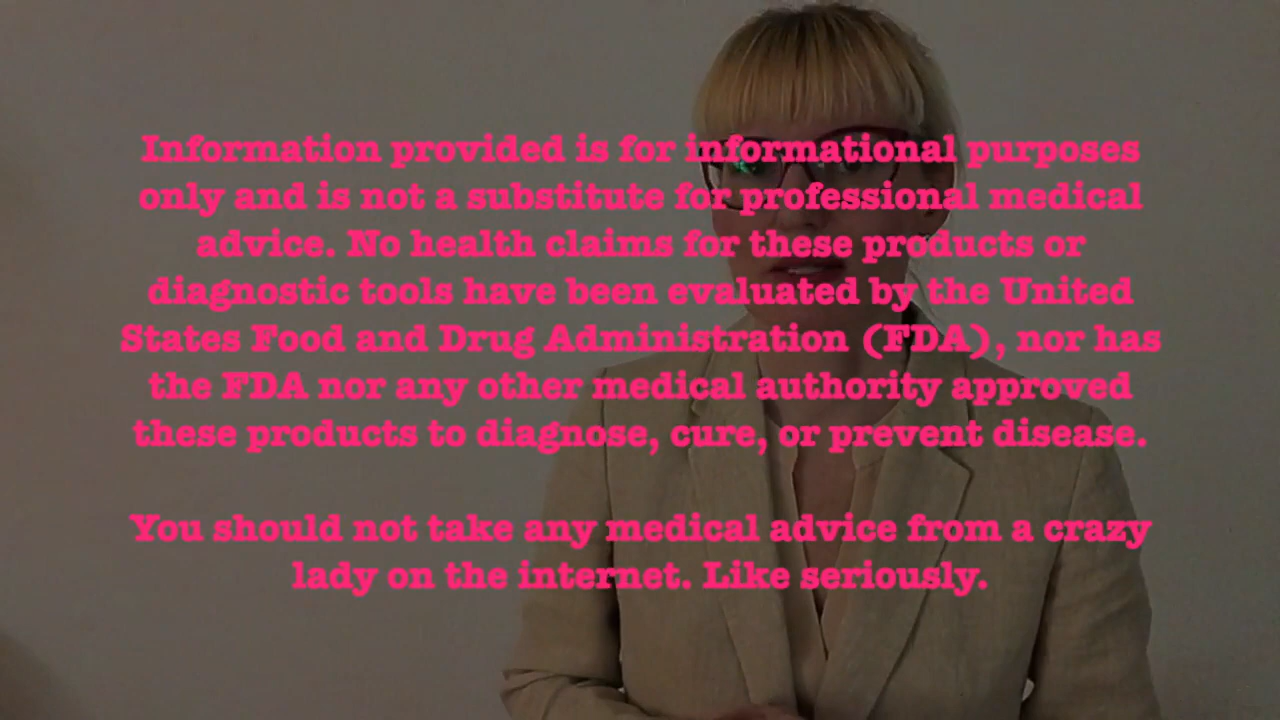 Information provided is for informational purposes
only and is not a substitute for professional medical
advice. No health claims for these products or
diagnostic tools have been evaluated by the United
States Food and Drug Administration (FDA), nor has
the FDA nor any other medical authority approved
these products to diagnose, cure, or prevent disease.
You should not take any medical advice from a crazy
lady on the internet. Like seriously.